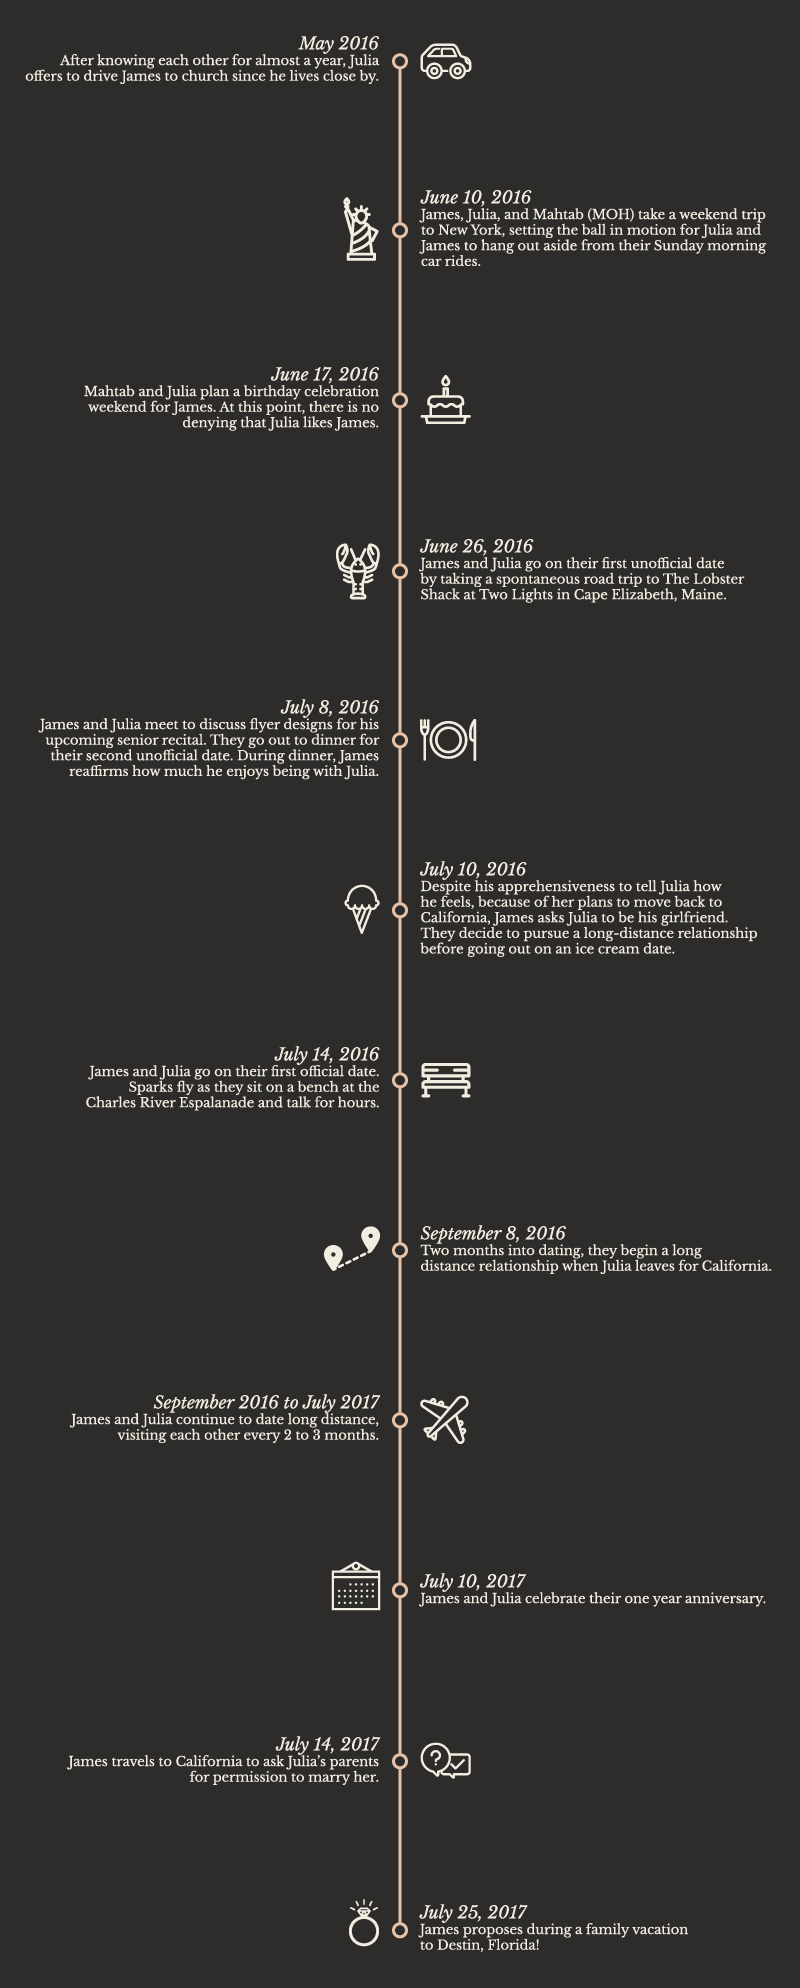 May 2016
After knowing each other for almost a year, Julia
offers to drive James to church since he lives close by.
June 10, 2016
James, Julia, and Mahtab (MOH) take a weekend trip
to New York, setting the ball in motion for Julia and
James to hang out aside from their Sunday morning
car rides.
June 17, 2016
Mahtab and Julia plan a birthday celebration
weekend for James. At this point, there is no
denying that Julia likes James.
June 26, 2016
James and Julia go on their first unofficial date
by taking a spontaneous road trip to The Lobster
Shack at Two Lights in Cape Elizabeth, Maine.
July 8, 2016
James and Julia meet to discuss flyer designs for his
upcoming senior recital. They go out to dinner for
their second unofficial date. During dinner, James
reaffirms how much he enjoys being with Julia.
July 10, 2016
Despite his apprehensiveness to tell Julia how
he feels, because of her plans to move back to
California, James asks Julia to be his girlfriend.
They decide to pursue a long-distance relationship
before going out on an ice cream date.
July 14, 2016
James and Julia go on their first official date.
Sparks fly as they sit on a bench at the
Charles River Espalanade and talk for hours.
September 8, 2016
Two months into dating, they begin a long
distance relationship when Julia leaves for California.
September 2016 to July 2017
James and Julia continue to date long distance,
visiting each other every 2 to 3 months.
July 10, 2017
James and Julia celebrate their one year anniversary.
July 14, 2017
James travels to California to ask Julia's parents
for permission to marry her.
?
July 25, 2017
James proposes during a family vacation
to Destin, Florida!